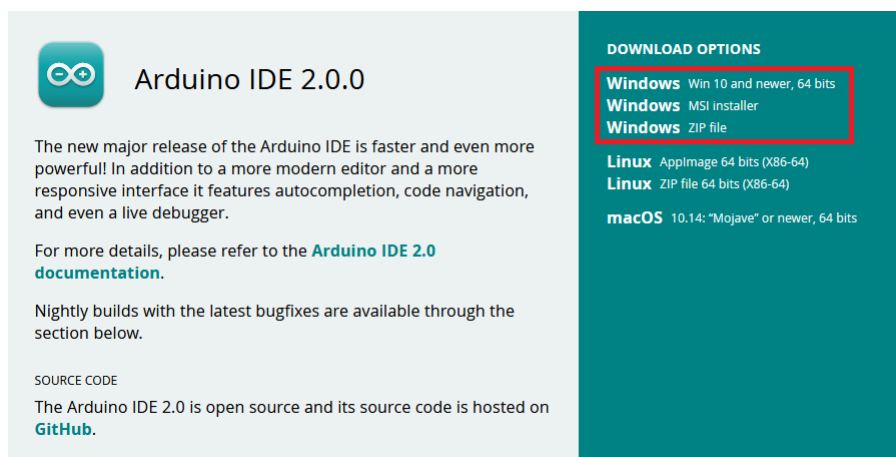 Arduino IDE 2.0.0
The new major release of the Arduino IDE is faster and even more
powerful! In addition to a more modern editor and a more
responsive interface it features autocompletion, code navigation,
and even a live debugger.
For more details, please refer to the Arduino IDE 2.0
documentation.
Nightly builds with the latest bugfixes are available through the
section below.
SOURCE CODE
The Arduino IDE 2.0 is open source and its source code is hosted on
GitHub.
DOWNLOAD OPTIONS
Windows Win 10 and newer, 64 bits
Windows MSI installer
Windows ZIP file
Linux AppImage 64 bits (X86-64)
Linux ZIP file 64 bits (X86-64)
macOS 10.14: “Mojave” or newer, 64 bits